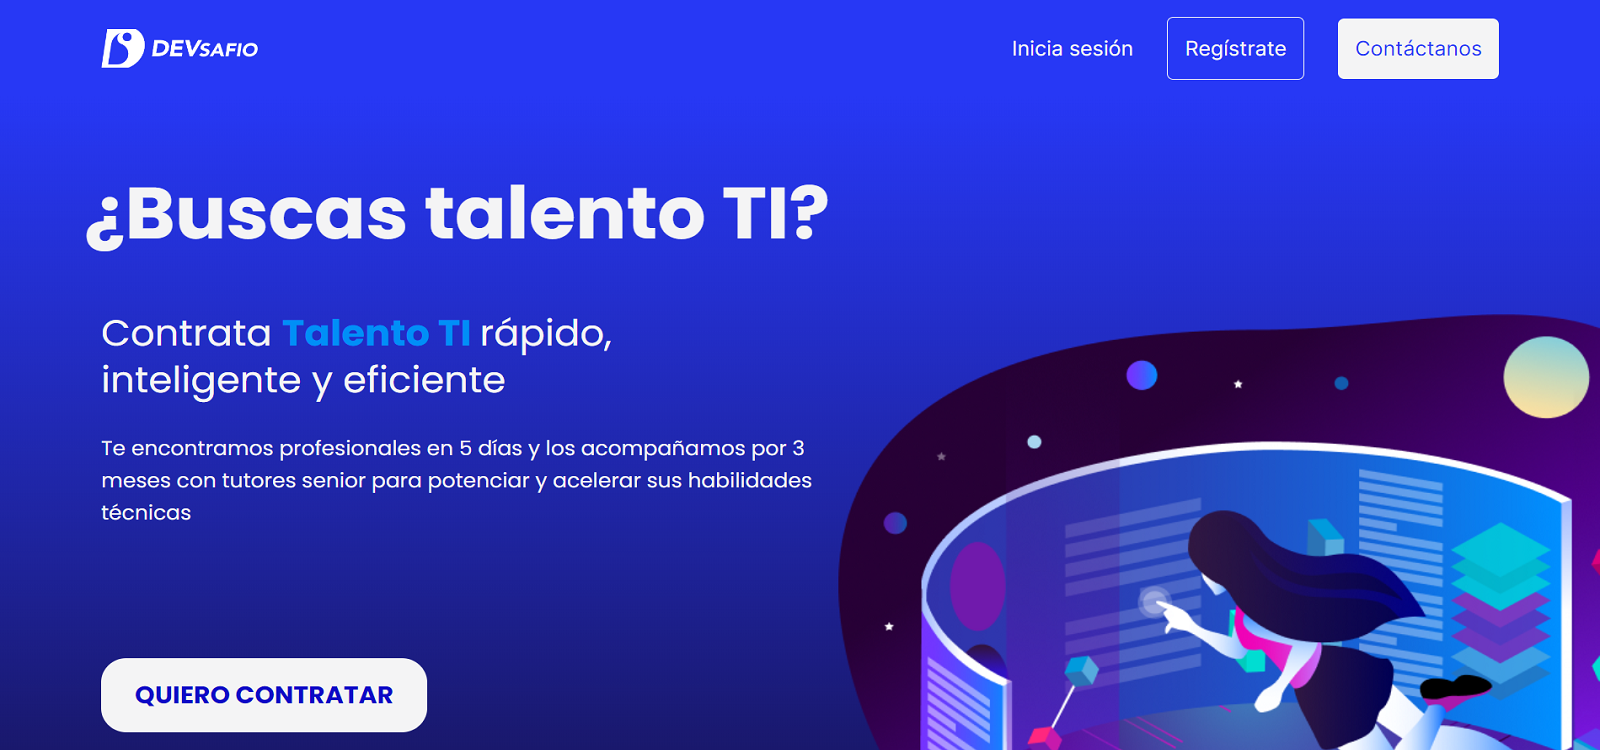 DEVSAFIO
Inicia sesión
Regístrate
Contáctanos
¿Buscas talento TI?
Contrata Talento TI rápido,
inteligente y eficiente
Te encontramos profesionales en 5 días y los acompañamos por 3
meses con tutores senior para potenciar y acelerar sus habilidades
técnicas
QUIERO CONTRATAR